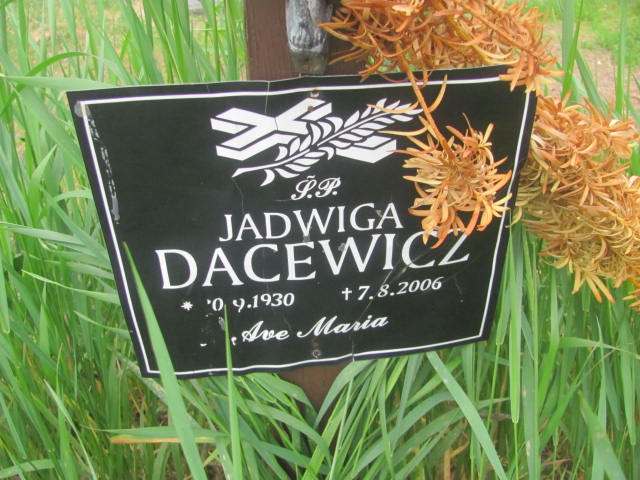 Ś.P.
JADWIGA
DACEWICZ
✝ 7.8.2006
Ave Maria